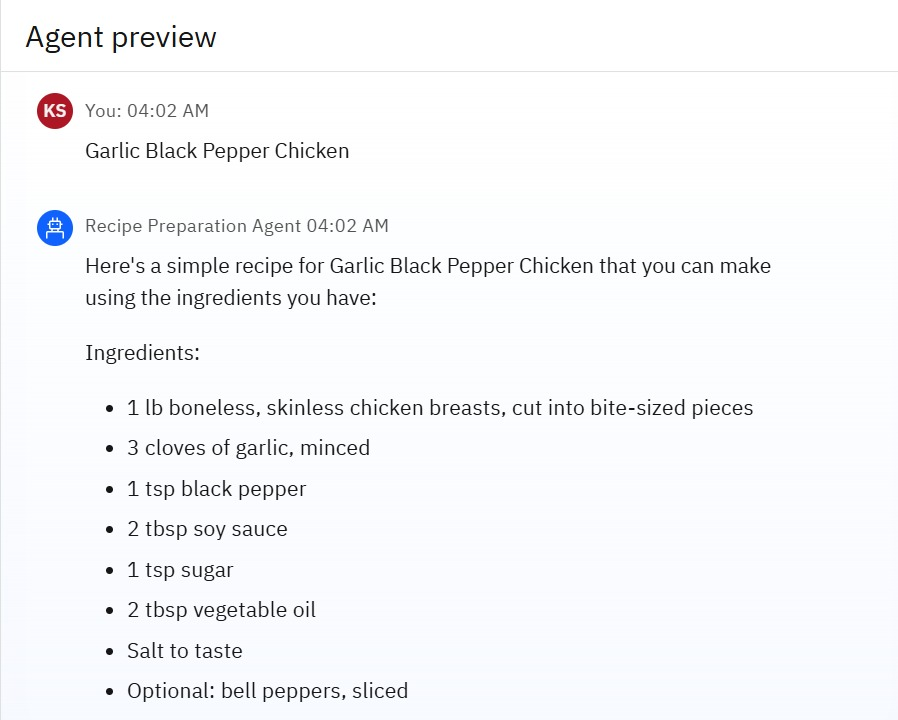 Agent preview
KS
You: 04:02 AM
Garlic Black Pepper Chicken
Recipe Preparation Agent 04:02 AM
Here's a simple recipe for Garlic Black Pepper Chicken that you can make
using the ingredients you have:
Ingredients:
• 1 lb boneless, skinless chicken breasts, cut into bite-sized pieces
• 3 cloves of garlic, minced
• 1 tsp black pepper
• 2 tbsp soy sauce
• 1 tsp sugar
• 2 tbsp vegetable oil
• Salt to taste
• Optional: bell peppers, sliced